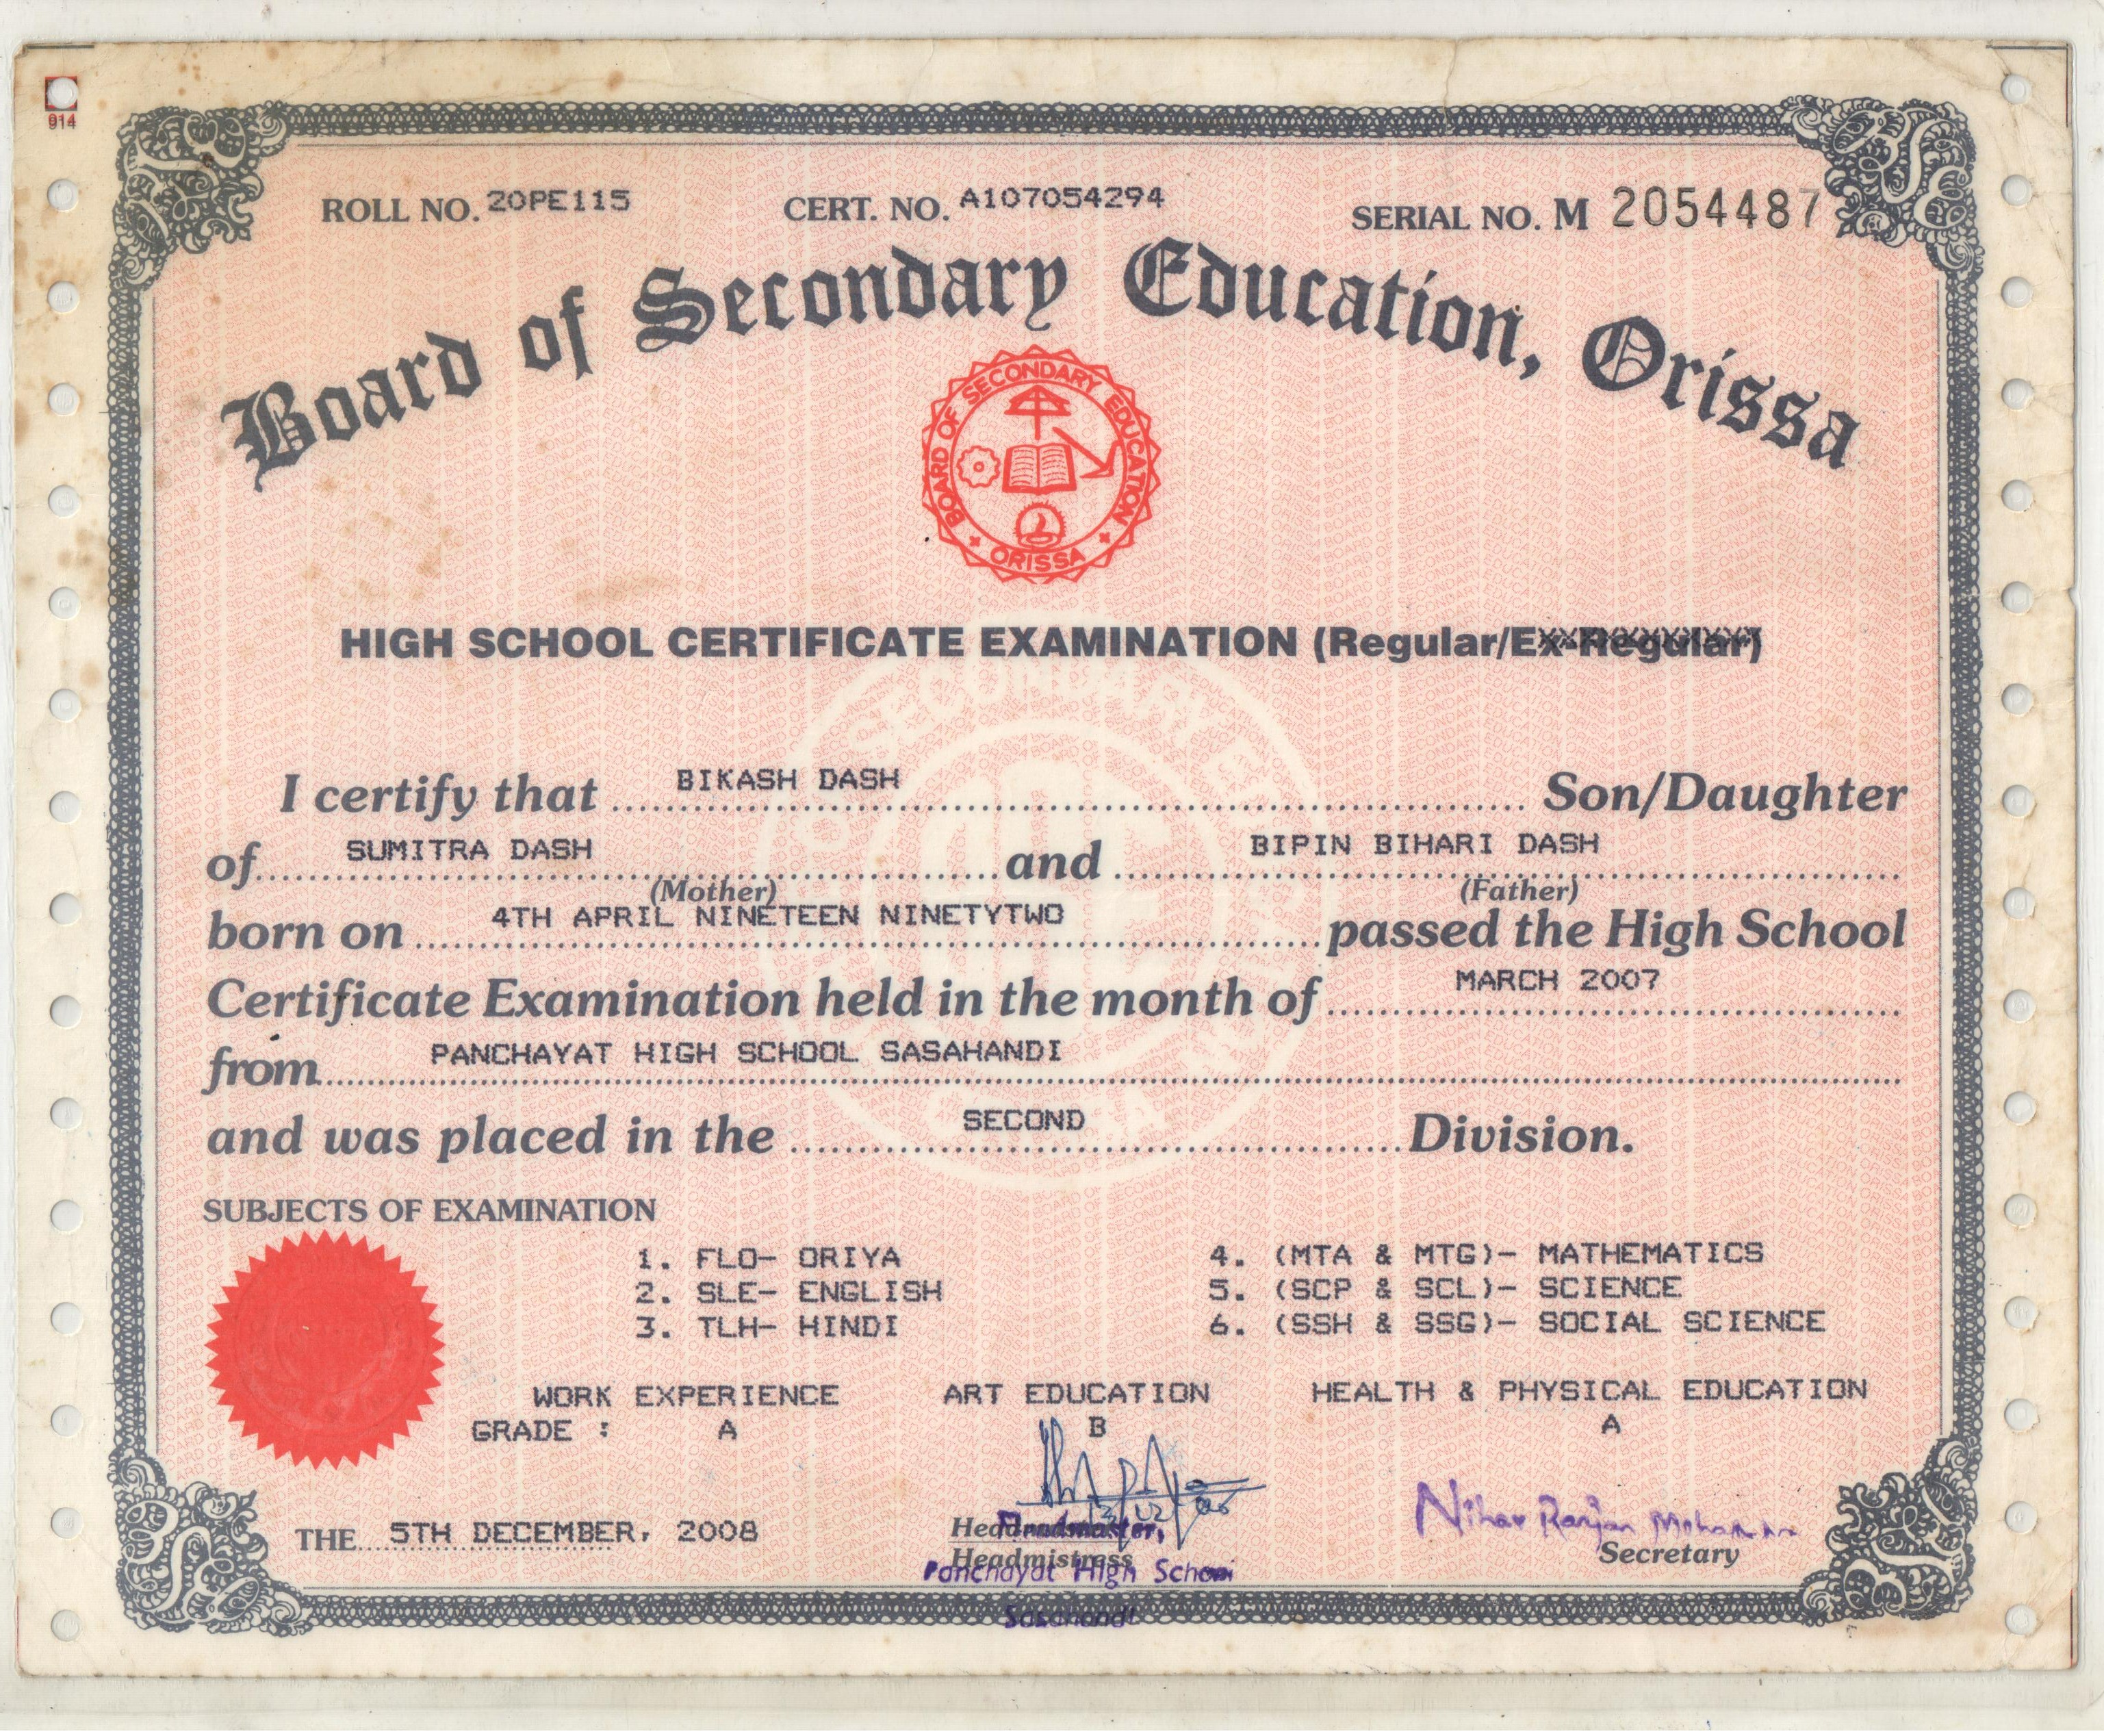 914
ROLL NO. 20PE115 CERT. NO. A107054294 SERIAL NO. M 2054487
Board of Secondary Education, Orissa
BOARD OF SECONDARY EDUCATION
ORISSA
HIGH SCHOOL CERTIFICATE EXAMINATION (Regular/Ex-Regular)
I certify that BIKASH DASH Son/Daughter
of SUMITRA DASH and BIPIN BIHARI DASH
(Mother) (Father)
born on 4TH APRIL NINETEEN NINETYTWO passed the High School
Certificate Examination held in the month of MARCH 2007
from PANCHAYAT HIGH SCHOOL SASAHANDI
and was placed in the SECOND Division.
SUBJECTS OF EXAMINATION
1. FLO- ORIYA 4. (MTA & MTG)- MATHEMATICS
2. SLE- ENGLISH 5. (SCP & SCL)- SCIENCE
3. TLH- HINDI 6. (SSH & SSG)- SOCIAL SCIENCE
WORK EXPERIENCE ART EDUCATION HEALTH & PHYSICAL EDUCATION
GRADE : A B A
Nihar Ranjan
THE 5TH DECEMBER, 2008 Headmaster Headmaster,
Headmistress Secretary
Panchayat High School
Sasahandi